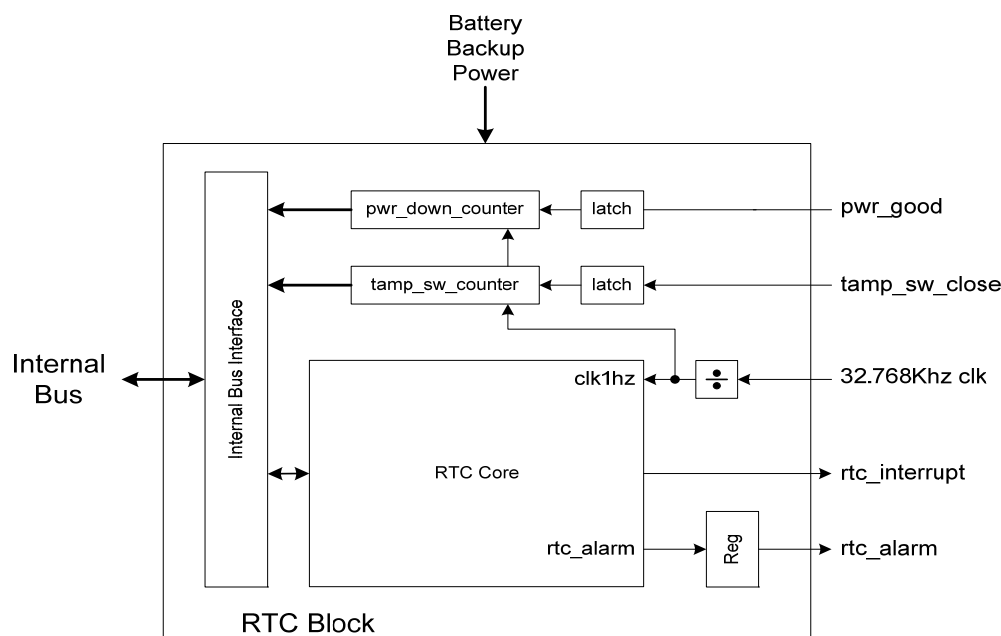 Battery
Backup
Power
pwr_down_counter
latch
pwr_good
tamp_sw_counter
latch
tamp_sw_close
Internal Bus Interface
Internal
Bus
clk1hz
÷
32.768Khz clk
RTC Core
rtc_interrupt
rtc_alarm
Reg
rtc_alarm
RTC Block